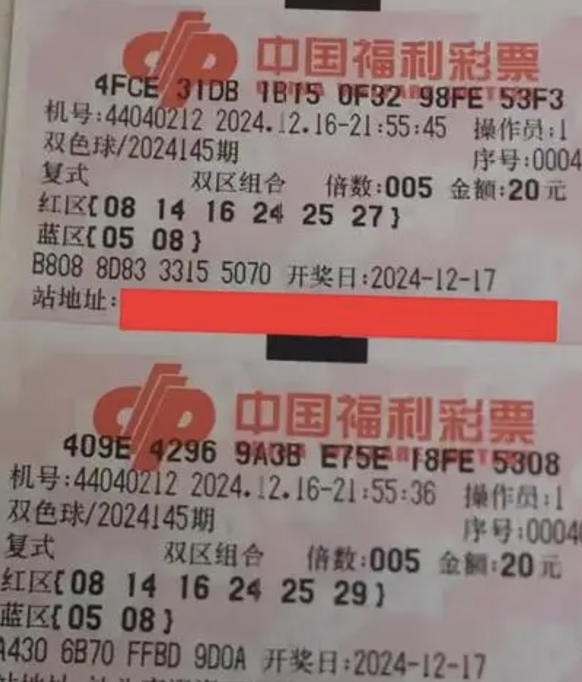 中国福利彩票
CHINA WELFARE LOTTERY
4FCE 31DB 1B15 0F32 98FE 53F3
机号:44040212 2024.12.16-21:55:45 操作员:1
双色球/2024145期 序号:0004
复式 双区组合 倍数:005 金额:20元
红区{08 14 16 24 25 27}
蓝区{05 08}
B808 8D83 3315 5070 开奖日:2024-12-17
站地址:
中国福利彩票
409E 4296 9A3B E75E 18FE 5308
机号:44040212 2024.12.16-21:55:36 操作员:1
双色球/2024145期 序号:0004
复式 双区组合 倍数:005 金额:20元
红区{08 14 16 24 25 29}
蓝区{05 08}
A430 6B70 FFBD 9D0A 开奖日:2024-12-17